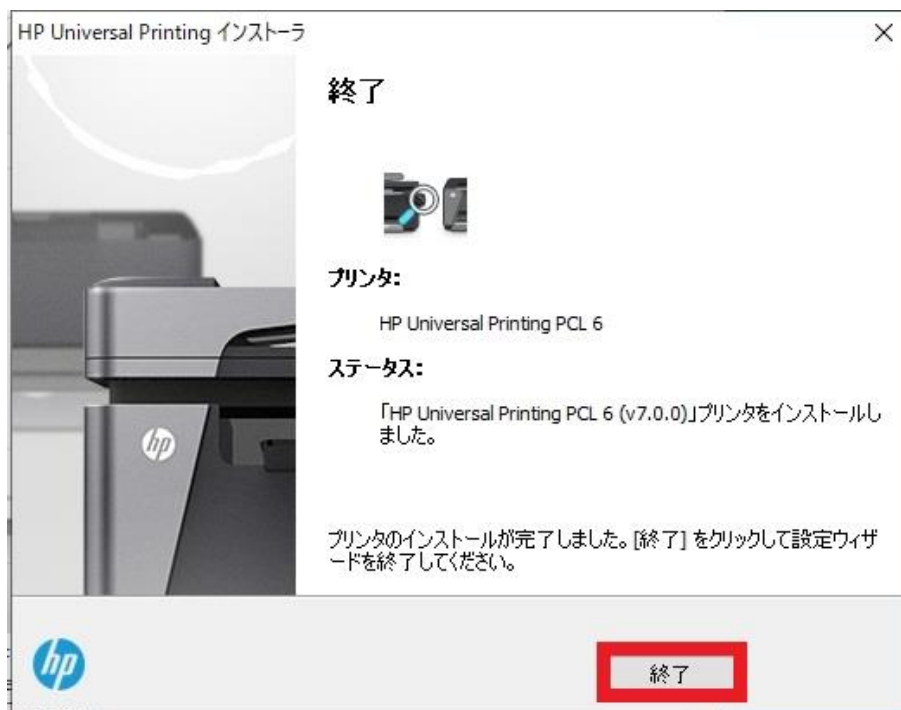 HP Universal Printing インストーラ
終了
プリンタ:
HP Universal Printing PCL 6
ステータス:
「HP Universal Printing PCL 6 (v7.0.0)」プリンタをインストールし
ました。
プリンタのインストールが完了しました。[終了] をクリックして設定ウィザ
ードを終了してください。
hp
hp
終了